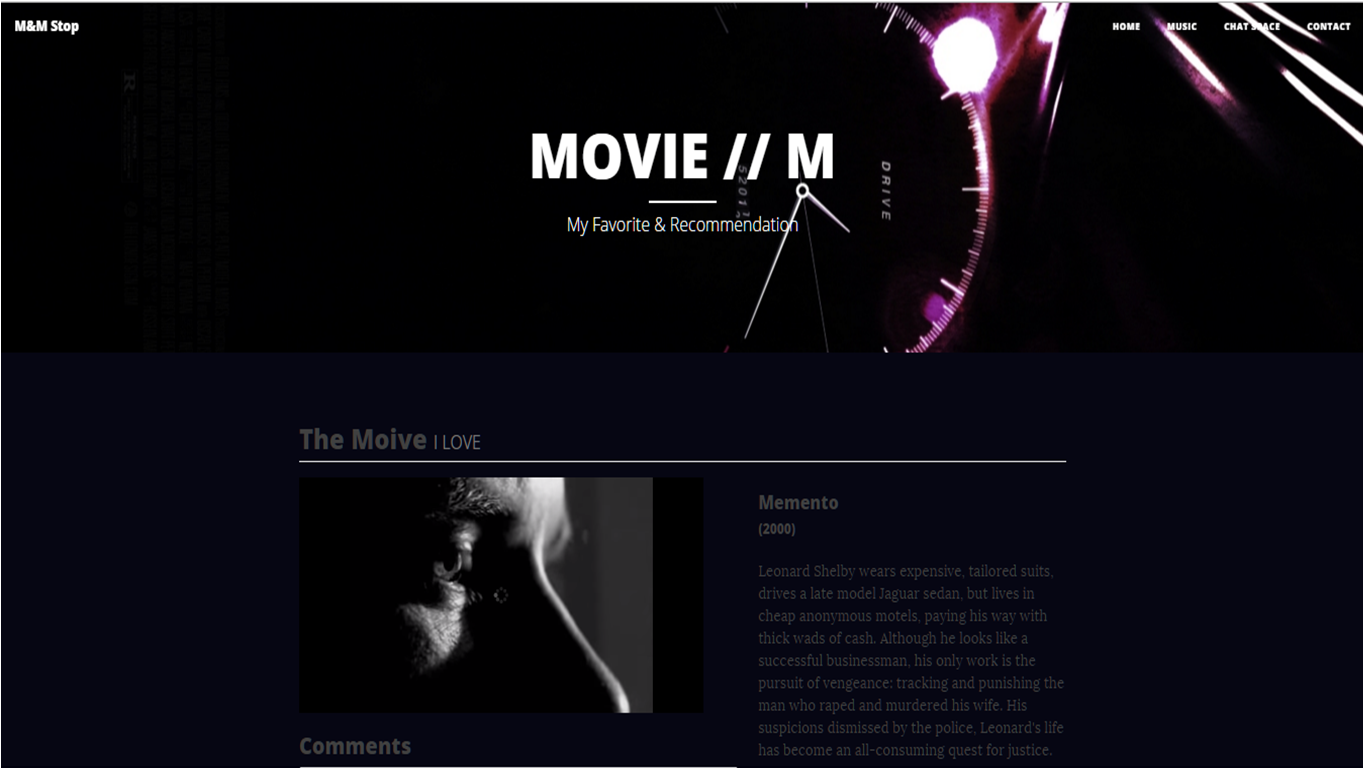 M&M Stop
HOME MUSIC CHAT SPACE CONTACT
MOVIE // M
DRIVE
My Favorite & Recommendation
The Moive I LOVE
Memento
(2000)
Leonard Shelby wears expensive, tailored suits,
drives a late model Jaguar sedan, but lives in
cheap anonymous motels, paying his way with
thick wads of cash. Although he looks like a
successful businessman, his only work is the
pursuit of vengeance: tracking and punishing the
man who raped and murdered his wife. His
suspicions dismissed by the police, Leonard's life
has become an all-consuming quest for justice.
Comments